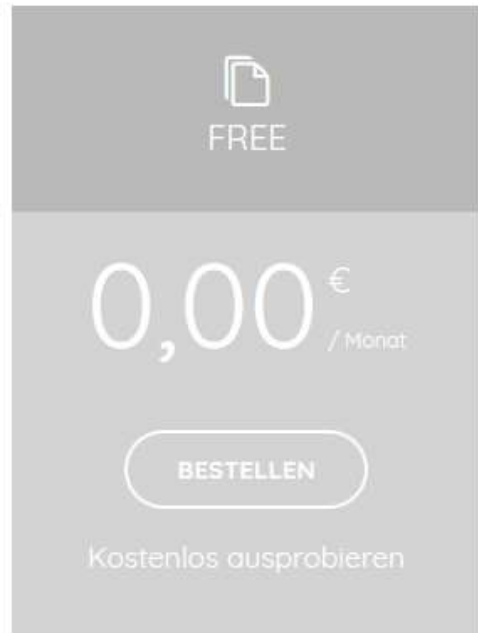 FREE
0,00 €
/ Monat
BESTELLEN
Kostenlos ausprobieren